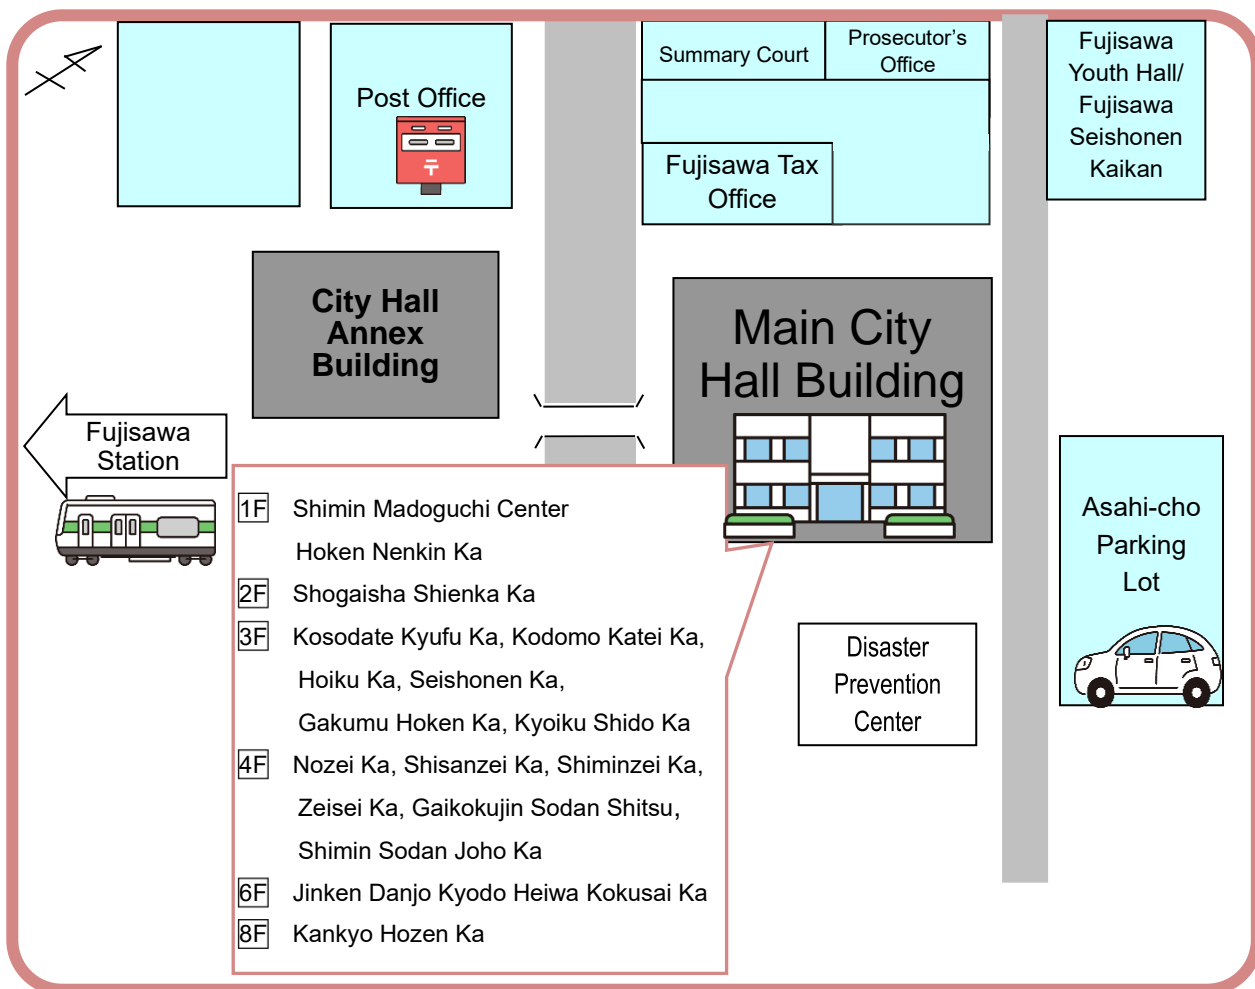 Post Office
〒
Summary Court
Prosecutor’s
Office
Fujisawa Tax
Office
Fujisawa
Youth Hall/
Fujisawa
Seishonen
Kaikan
City Hall
Annex
Building
Main City
Hall Building
Fujisawa
Station
1F Shimin Madoguchi Center
Hoken Nenkin Ka
2F Shogaisha Shienka Ka
3F Kosodate Kyufu Ka, Kodomo Katei Ka,
Hoiku Ka, Seishonen Ka,
Gakumu Hoken Ka, Kyoiku Shido Ka
4F Nozei Ka, Shisanzei Ka, Shiminzei Ka,
Zeisei Ka, Gaikokujin Sodan Shitsu,
Shimin Sodan Joho Ka
6F Jinken Danjo Kyodo Heiwa Kokusai Ka
8F Kankyo Hozen Ka
Disaster
Prevention
Center
Asahi-cho
Parking
Lot